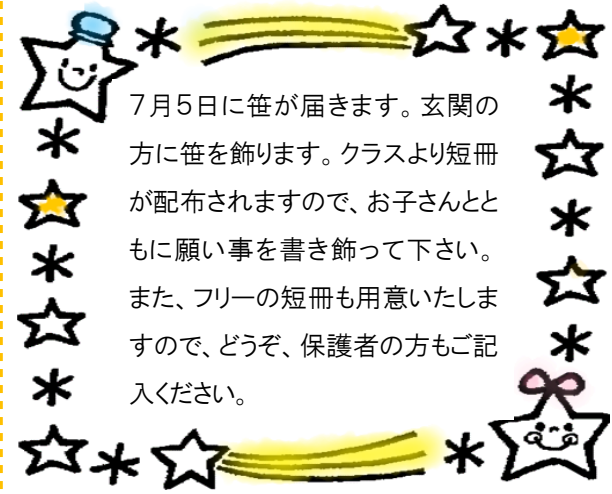 7月5日に笹が届きます。玄関の
方に笹を飾ります。クラスより短冊
が配布されますので、お子さんとと
もに願い事を書き飾って下さい。
また、フリーの短冊も用意いたしま
すので、どうぞ、保護者の方もご記
入ください。